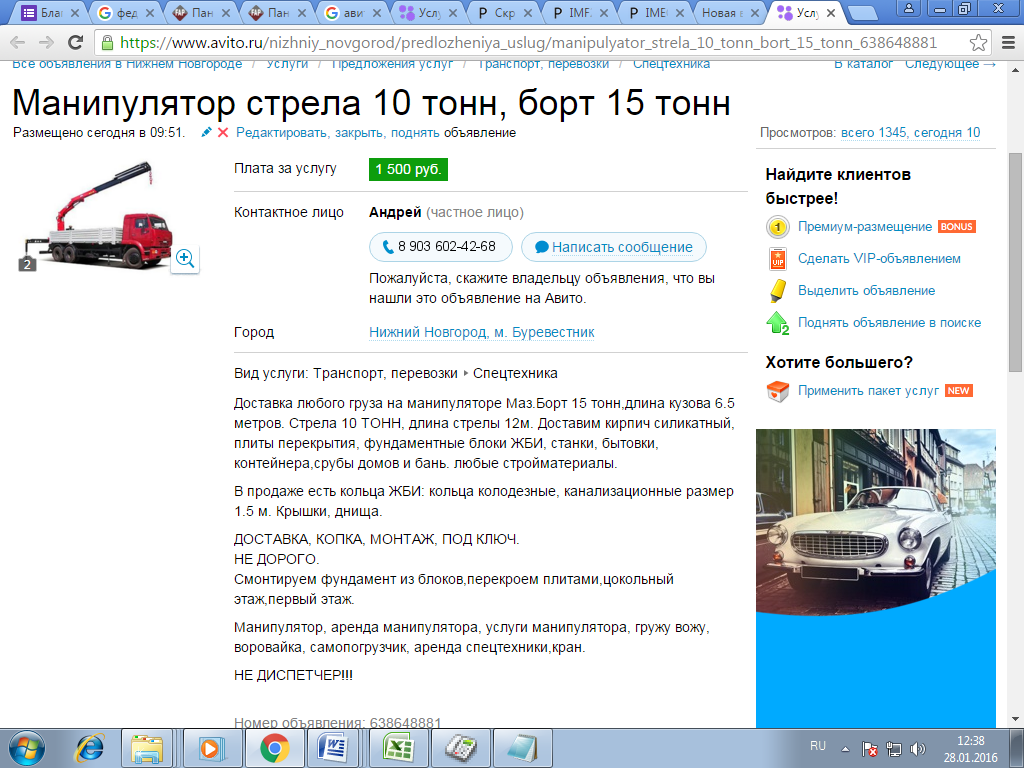 Бла
фед
Пан
Пан
ави
Усл
Скр
IMF.
IME
Новая в
Услу
https://www.avito.ru/nizhniy_novgorod/predlozheniya_uslug/manipulyator_strela_10_tonn_bort_15_tonn_638648881
Все объявления в Нижнем Новгороде / Услуги / Предложения услуг / Транспорт, перевозки / Спецтехника
В каталог Следующее →
Манипулятор стрела 10 тонн, борт 15 тонн
Размещено сегодня в 09:51. Редактировать, закрыть, поднять объявление
Просмотров: всего 1345, сегодня 10
2
Плата за услугу 1 500 руб.
Контактное лицо Андрей (частное лицо)
8 903 602-42-68 Написать сообщение
Пожалуйста, скажите владельцу объявления, что вы
нашли это объявление на Авито.
Город Нижний Новгород, м. Буревестник
Вид услуги: Транспорт, перевозки ▸ Спецтехника
Доставка любого груза на манипуляторе Маз.Борт 15 тонн,длина кузова 6.5
метров. Стрела 10 ТОНН, длина стрелы 12м. Доставим кирпич силикатный,
плиты перекрытия, фундаментные блоки ЖБИ, станки, бытовки,
контейнера,срубы домов и бань. любые стройматериалы.
В продаже есть кольца ЖБИ: кольца колодезные, канализационные размер
1.5 м. Крышки, днища.
ДОСТАВКА, КОПКА, МОНТАЖ, ПОД КЛЮЧ.
НЕ ДОРОГО.
Смонтируем фундамент из блоков,перекроем плитами,цокольный
этаж,первый этаж.
Манипулятор, аренда манипулятора, услуги манипулятора, гружу вожу,
воровайка, самопогрузчик, аренда спецтехники,кран.
НЕ ДИСПЕТЧЕР!!!
Номер объявления: 638648881
Найдите клиентов
быстрее!
1 Премиум-размещение BONUS
VIP Сделать VIP-объявлением
Выделить объявление
2 Поднять объявление в поиске
Хотите большего?
Применить пакет услуг NEW
RU
12:38
28.01.2016